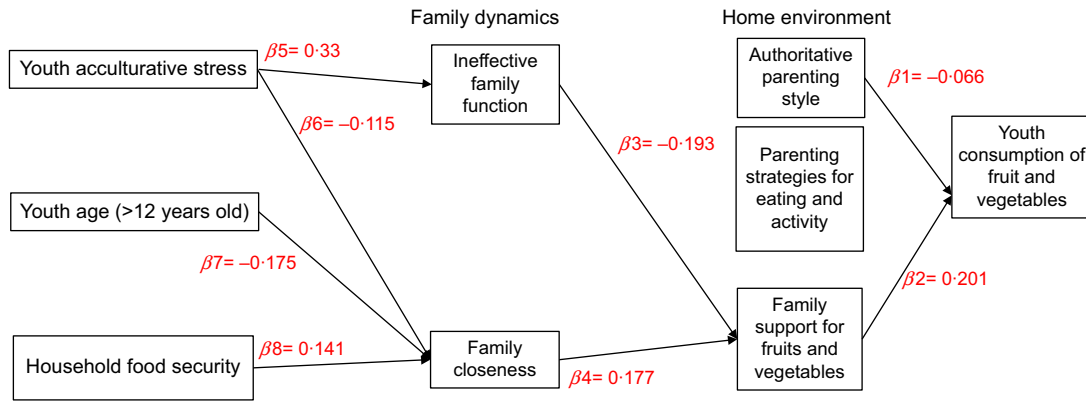 Family dynamics
Home environment
Youth acculturative stress
β5= 0·33
Ineffective
family
function
Authoritative
parenting
style
β1= –0·066
β6= –0·115
β3= –0·193
Parenting
strategies for
eating and
activity
Youth
consumption of
fruit and
vegetables
Youth age (>12 years old)
β7= –0·175
β2= 0·201
Household food security
β8= 0·141
Family
closeness
β4= 0·177
Family
support for
fruits and
vegetables